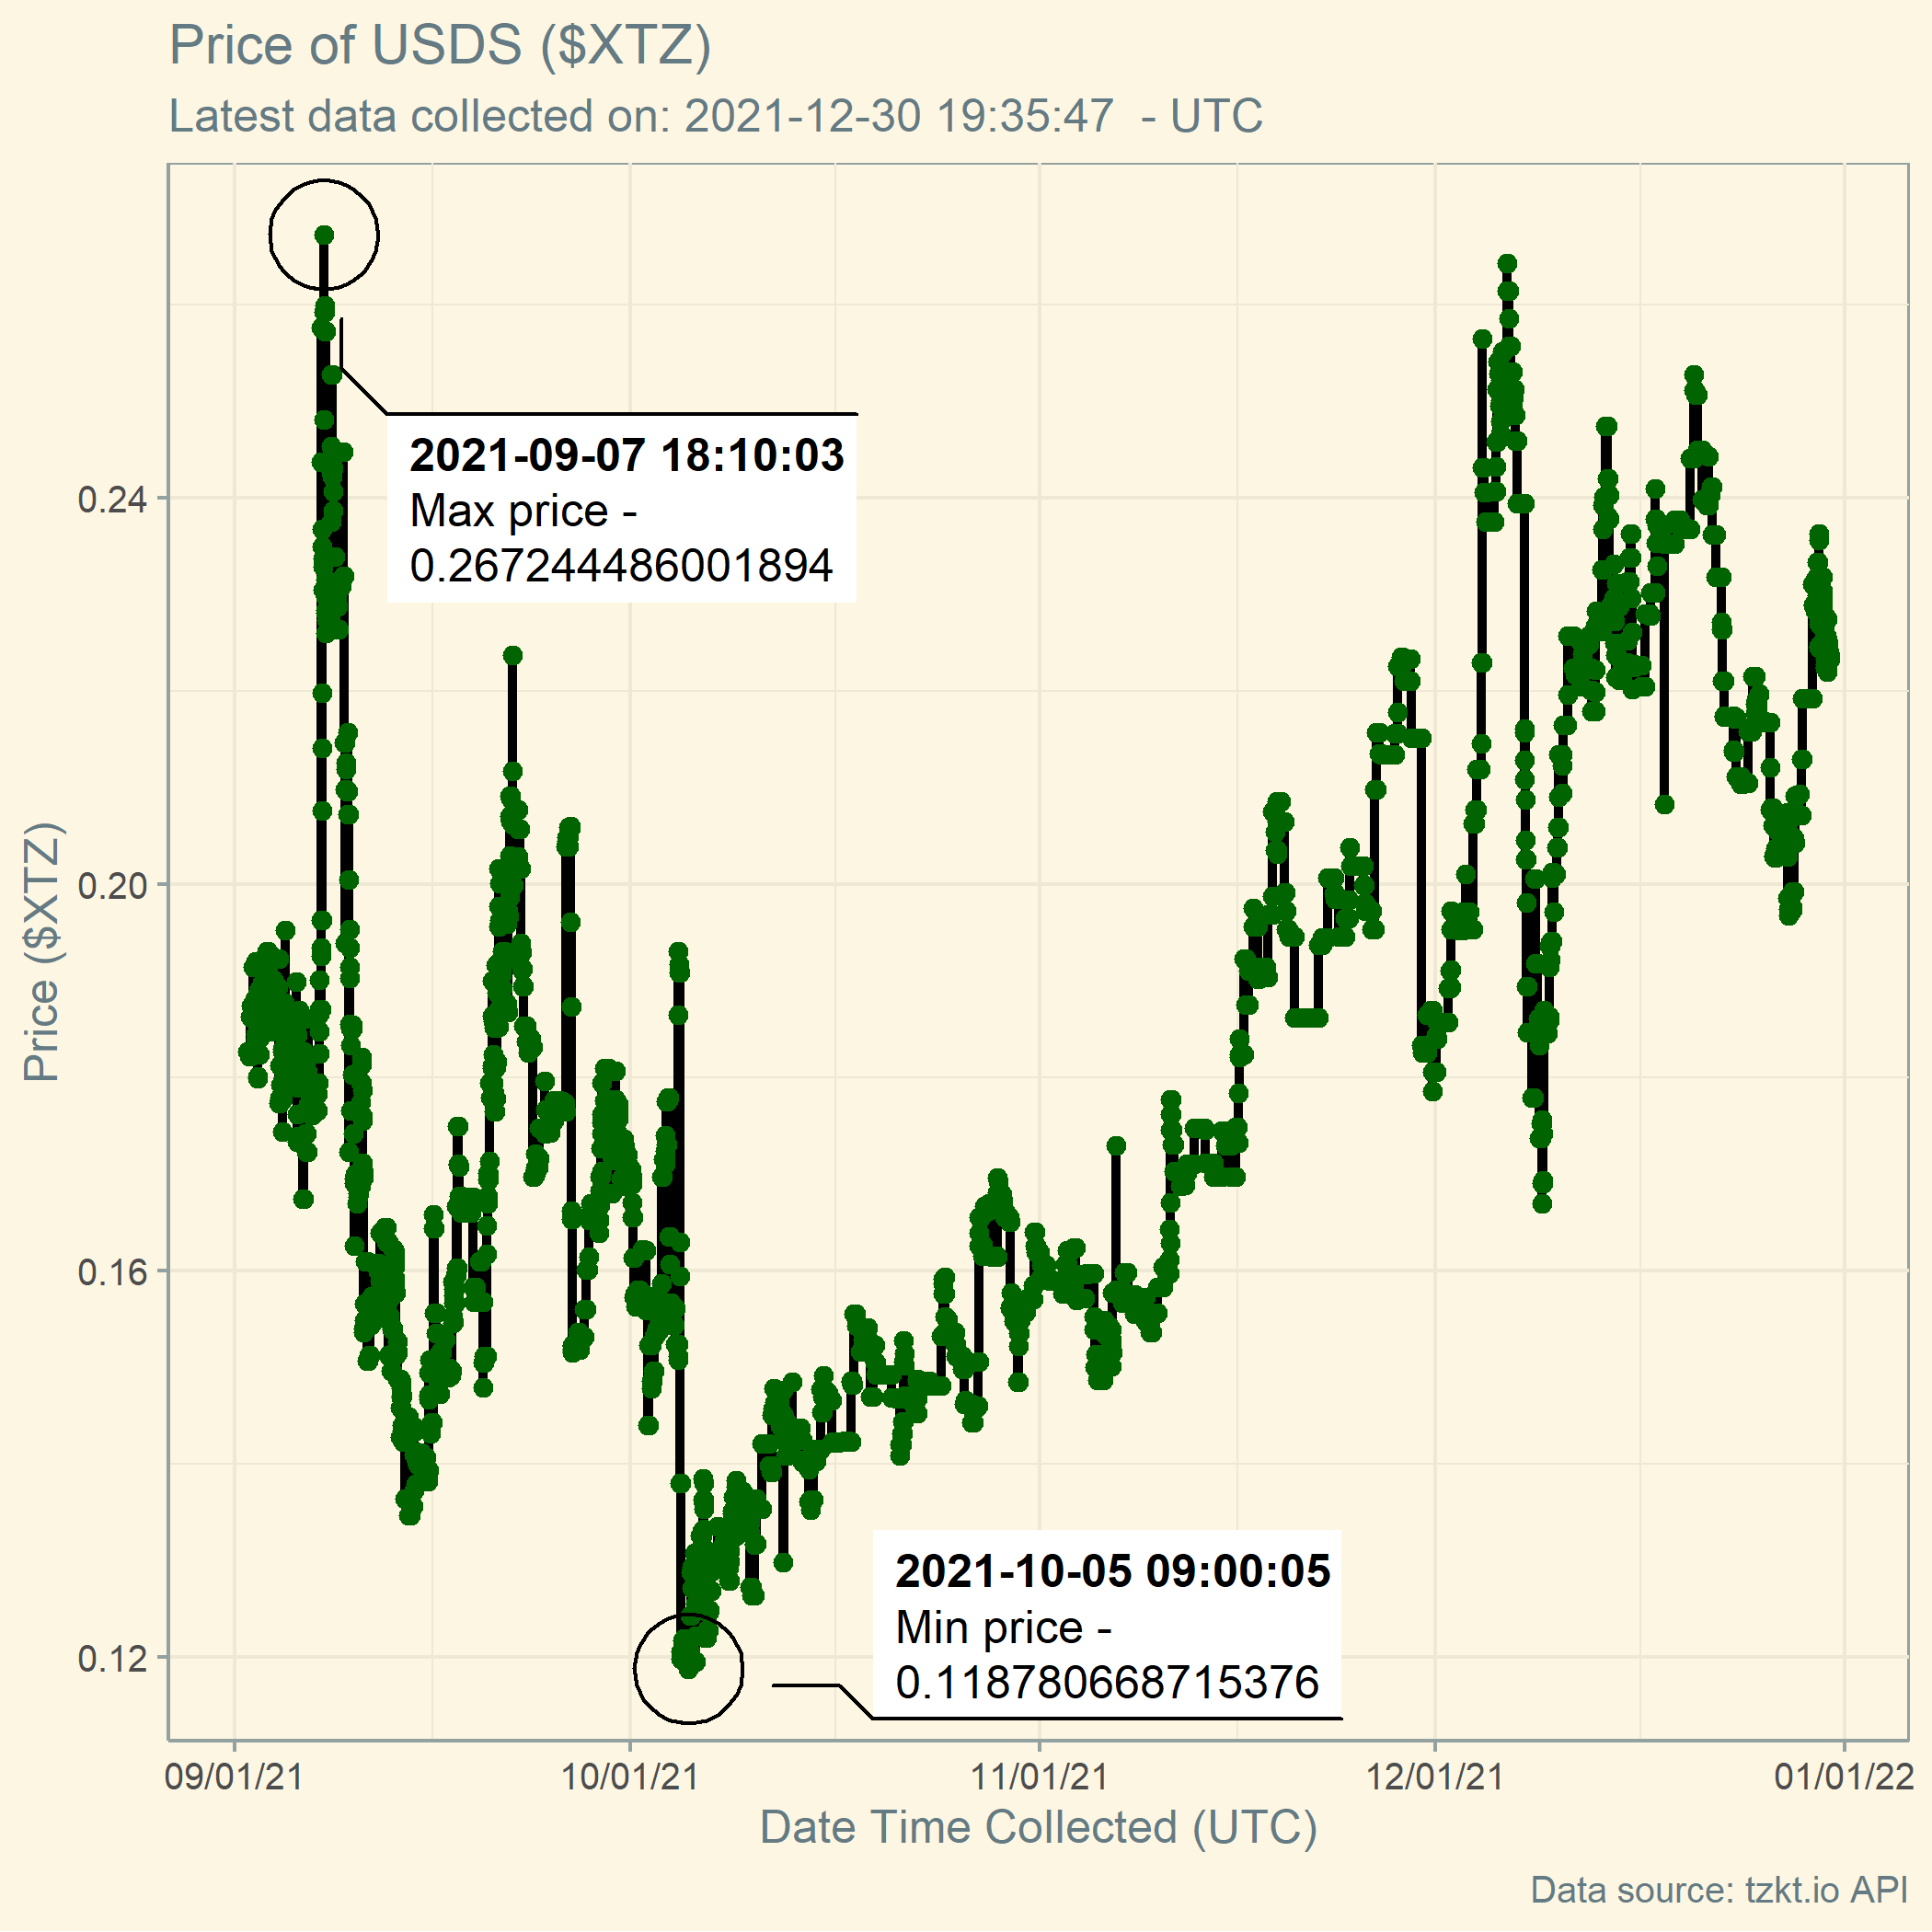 Price of USDS ($XTZ)
Latest data collected on: 2021-12-30 19:35:47  - UTC
2021-09-07 18:10:03
Max price -
0.267244486001894
0.24
0.20
0.16
0.12
Price ($XTZ)
2021-10-05 09:00:05
Min price -
0.118780668715376
09/01/21
10/01/21
11/01/21
12/01/21
01/01/22
Date Time Collected (UTC)
Data source: tzkt.io API